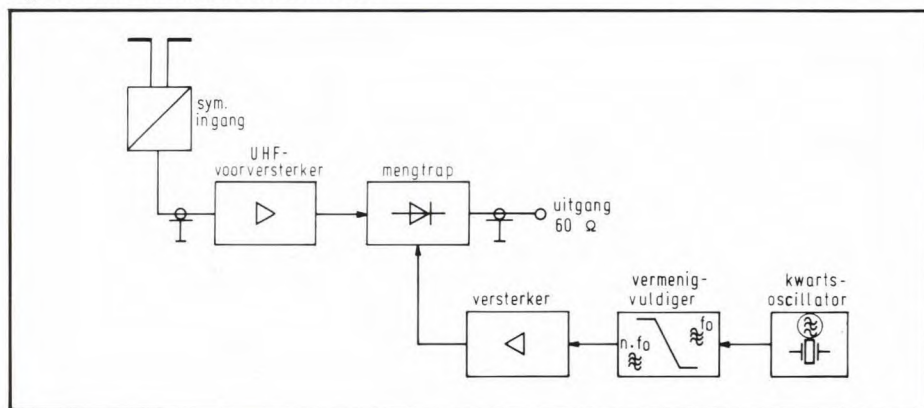 sym.
ingang
UHF-
voorversterker
mengtrap
uitgang
60 Ω
versterker
vermenig-
vuldiger
n.fo
fo
kwarts-
oscillator